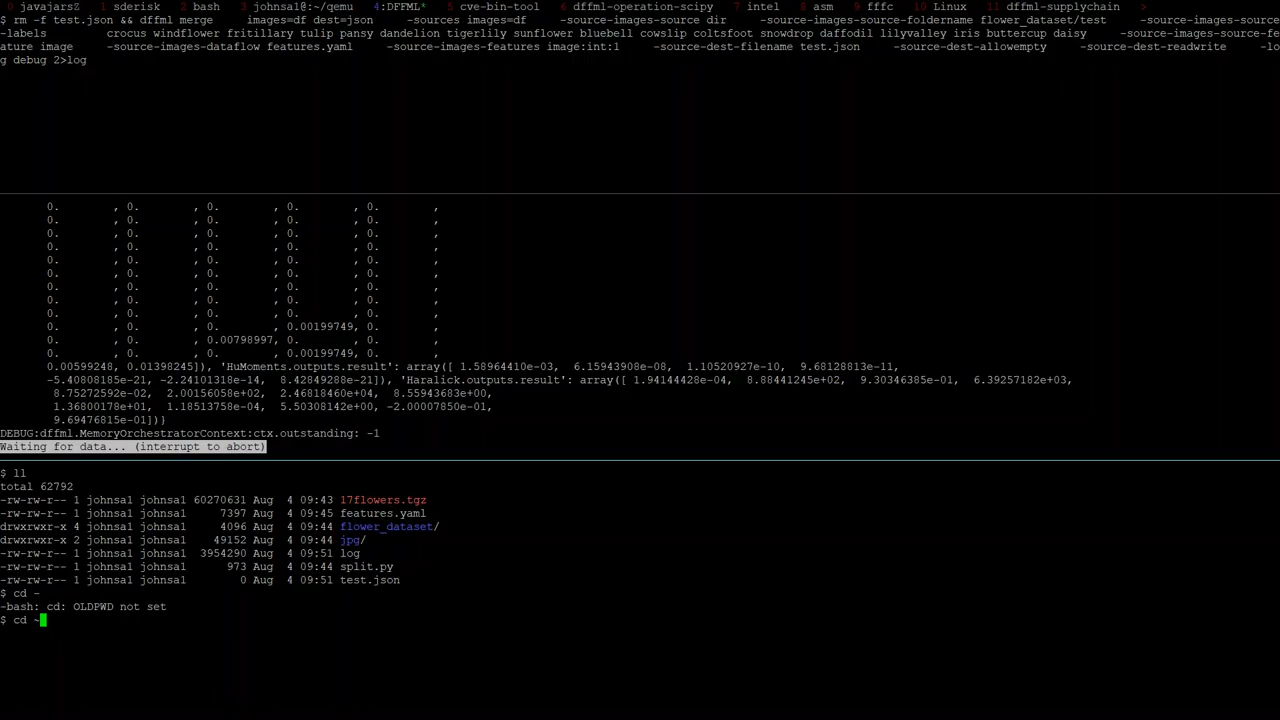 0 javajarsZ 1 sderisk 2 bash 3 johnsal@:~/qemu 4:DFFML* 5 cve-bin-tool 6 dffml-operation-scipy 7 intel 8 asm 9 fffc 10 Linux 11 dffml-supplychain >
$ rm -f test.json && dffml merge     images=df dest=json   -sources images=df   -source-images-source dir   -source-images-source-foldername flower_dataset/test     -source-images-source
-labels         crocus windflower fritillary tulip pansy dandelion tigerlily sunflower bluebell cowslip coltsfoot snowdrop daffodil lilyvalley iris buttercup daisy     -source-images-source-fe
ature image     -source-images-dataflow features.yaml     -source-images-features image:int:1     -source-dest-filename test.json     -source-dest-allowempty     -source-dest-readwrite     -lo
g debug 2>log
0.        , 0.        , 0.        , 0.        , 0.        ,
0.        , 0.        , 0.        , 0.        , 0.        ,
0.        , 0.        , 0.        , 0.        , 0.        ,
0.        , 0.        , 0.        , 0.        , 0.        ,
0.        , 0.        , 0.        , 0.        , 0.        ,
0.        , 0.        , 0.        , 0.        , 0.        ,
0.        , 0.        , 0.        , 0.        , 0.        ,
0.        , 0.        , 0.        , 0.        , 0.        ,
0.        , 0.        , 0.        , 0.        , 0.        ,
0.        , 0.        , 0.        , 0.00199749, 0.        ,
0.        , 0.        , 0.00798997, 0.        , 0.        ,
0.        , 0.        , 0.        , 0.00199749, 0.        ,
0.00599248, 0.01398245]), 'HuMoments.outputs.result': array([ 1.58964410e-03,  6.15943908e-08,  1.10520927e-10,  9.68128813e-11,
-5.40808185e-21, -2.24101318e-14,  8.42849288e-21]), 'Haralick.outputs.result': array([ 1.94144428e-04,  8.88441245e+02,  9.30346385e-01,  6.39257182e+03,
8.75272592e-02,  2.00156058e+02,  2.46818460e+04,  8.55943683e+00,
1.36800178e+01,  1.18513758e-04,  5.50308142e+00, -2.00007850e-01,
9.69476815e-01])}
DEBUG:dffml.MemoryOrchestratorContext:ctx.outstanding: -1
Waiting for data... (interrupt to abort)
$ ll
total 62792
-rw-rw-r-- 1 johnsa1 johnsa1 60270631 Aug  4 09:43 17flowers.tgz
-rw-rw-r-- 1 johnsa1 johnsa1     7397 Aug  4 09:45 features.yaml
drwxrwxr-x 4 johnsa1 johnsa1     4096 Aug  4 09:44 flower_dataset/
drwxrwxr-x 2 johnsa1 johnsa1    49152 Aug  4 09:44 jpg/
-rw-rw-r-- 1 johnsa1 johnsa1  3954290 Aug  4 09:51 log
-rw-rw-r-- 1 johnsa1 johnsa1      973 Aug  4 09:44 split.py
-rw-rw-r-- 1 johnsa1 johnsa1        0 Aug  4 09:51 test.json
$ cd -
-bash: cd: OLDPWD not set
$ cd ~